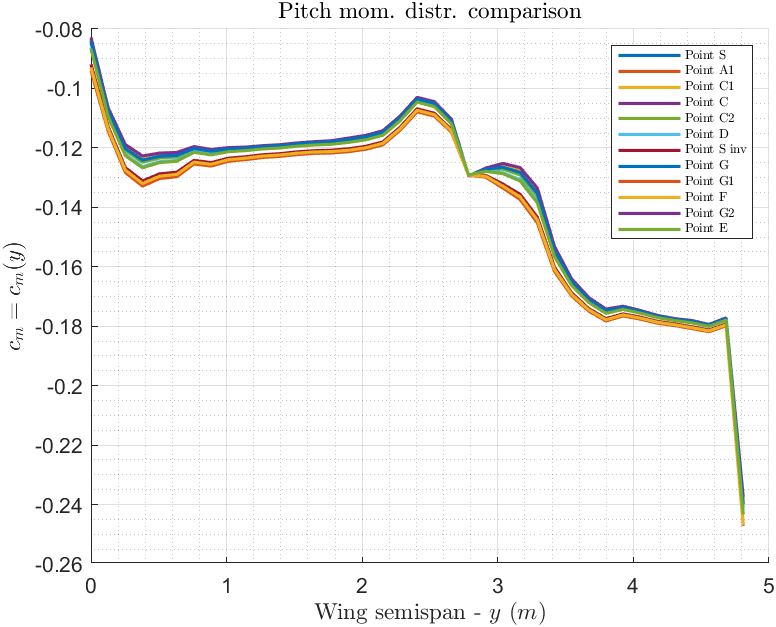 Pitch mom. distr. comparison
-0.08
-0.1
-0.12
-0.14
-0.16
-0.18
-0.2
-0.22
-0.24
-0.26
c_m = c_m(y)
Point S
Point A1
Point C1
Point C
Point C2
Point D
Point S inv
Point G
Point G1
Point F
Point G2
Point E
0 1 2 3 4 5
Wing semispan - y (m)